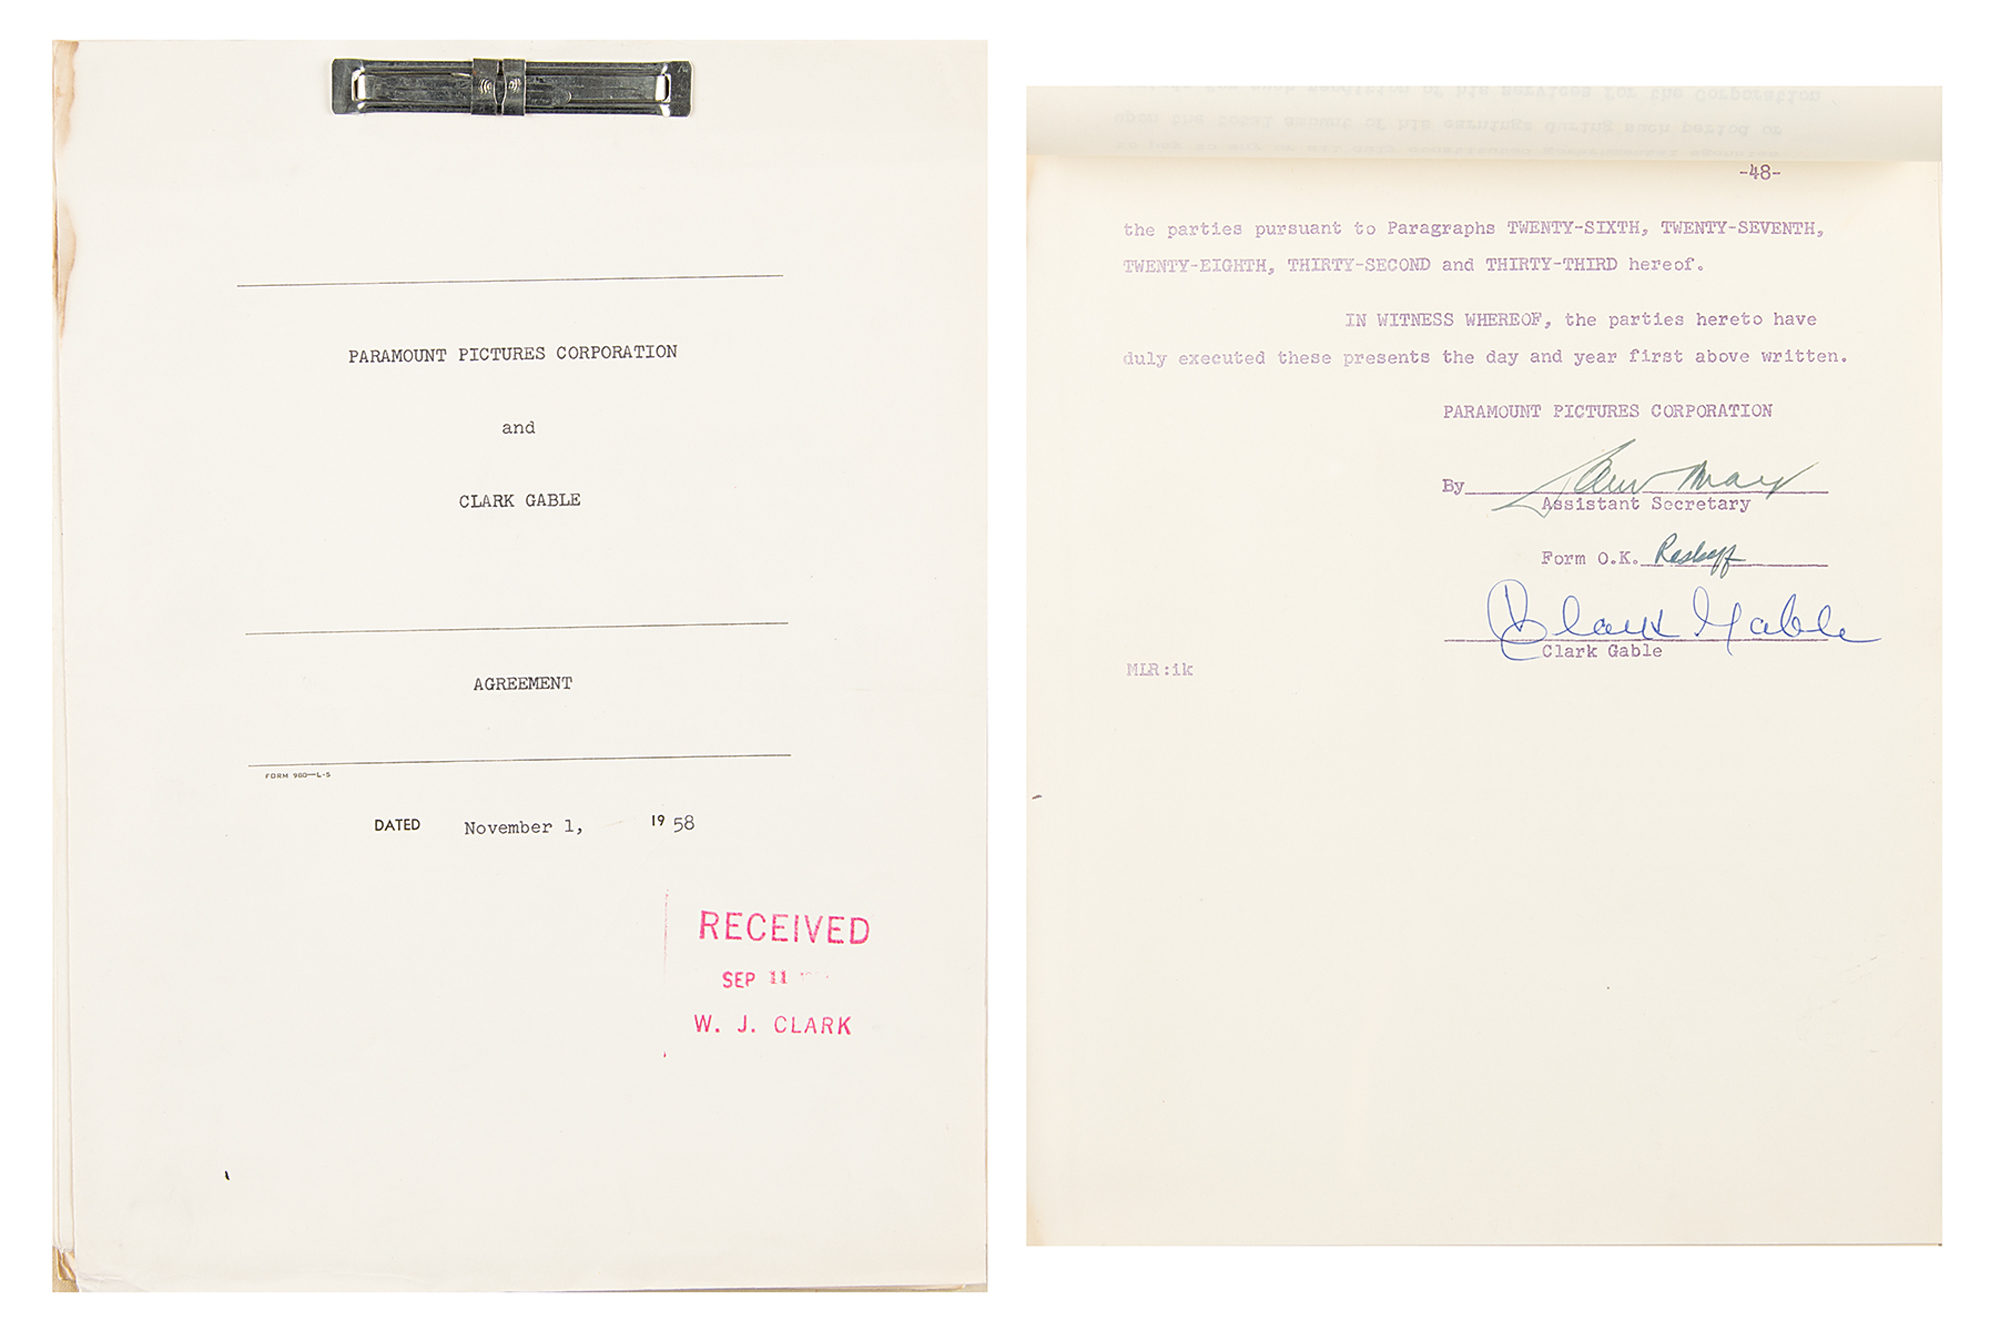 PARAMOUNT PICTURES CORPORATION
and
CLARK GABLE
AGREEMENT
FORM 980—L-5
DATED November 1, 19 58
RECEIVED
SEP 11
W. J. CLARK
-48-
the parties pursuant to Paragraphs TWENTY-SIXTH, TWENTY-SEVENTH,
TWENTY-EIGHTH, THIRTY-SECOND and THIRTY-THIRD hereof.
IN WITNESS WHEREOF, the parties hereto have
duly executed these presents the day and year first above written.
PARAMOUNT PICTURES CORPORATION
By
Assistant Secretary
Form O.K.
Clark Gable
Clark Gable
MLR:ik